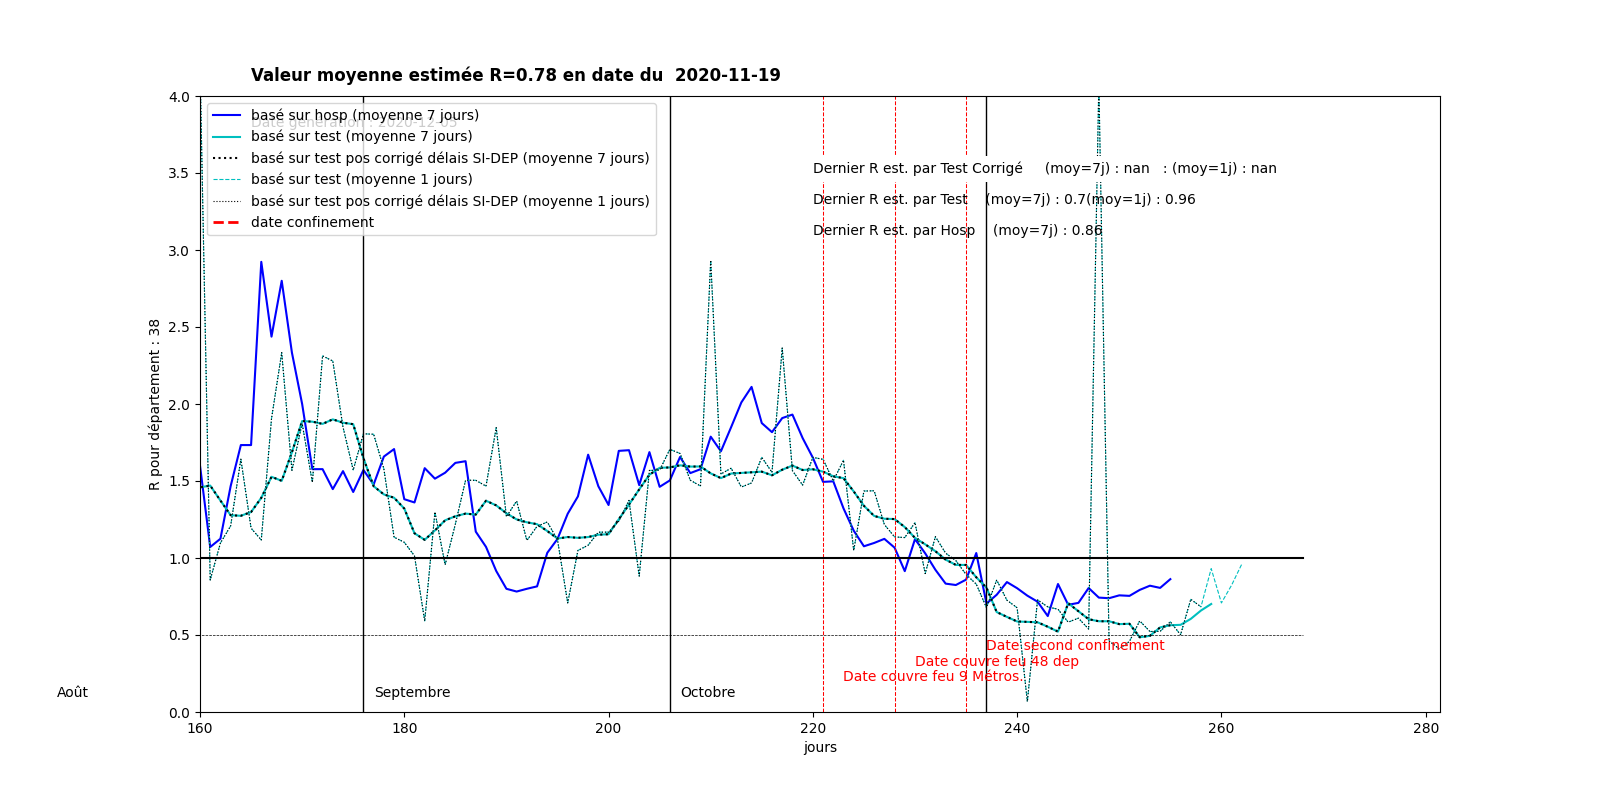 Valeur moyenne estimée R=0.78 en date du  2020-11-19
4.0
basé sur hosp (moyenne 7 jours)
Date génération : 2020-12-05
basé sur test (moyenne 7 jours)
basé sur test pos corrigé délais SI-DEP (moyenne 7 jours)
basé sur test (moyenne 1 jours)
basé sur test pos corrigé délais SI-DEP (moyenne 1 jours)
date confinement
Dernier R est. par Test Corrigé     (moy=7j) : nan   : (moy=1j) : nan
Dernier R est. par Test    (moy=7j) : 0.7(moy=1j) : 0.96
Dernier R est. par Hosp    (moy=7j) : 0.86
3.5
3.0
2.5
2.0
1.5
1.0
0.5
0.0
R pour département : 38
Date second confinement
Date couvre feu 48 dep
Date couvre feu 9 Métros.
Août
Septembre
Octobre
160
180
200
220
240
260
280
jours